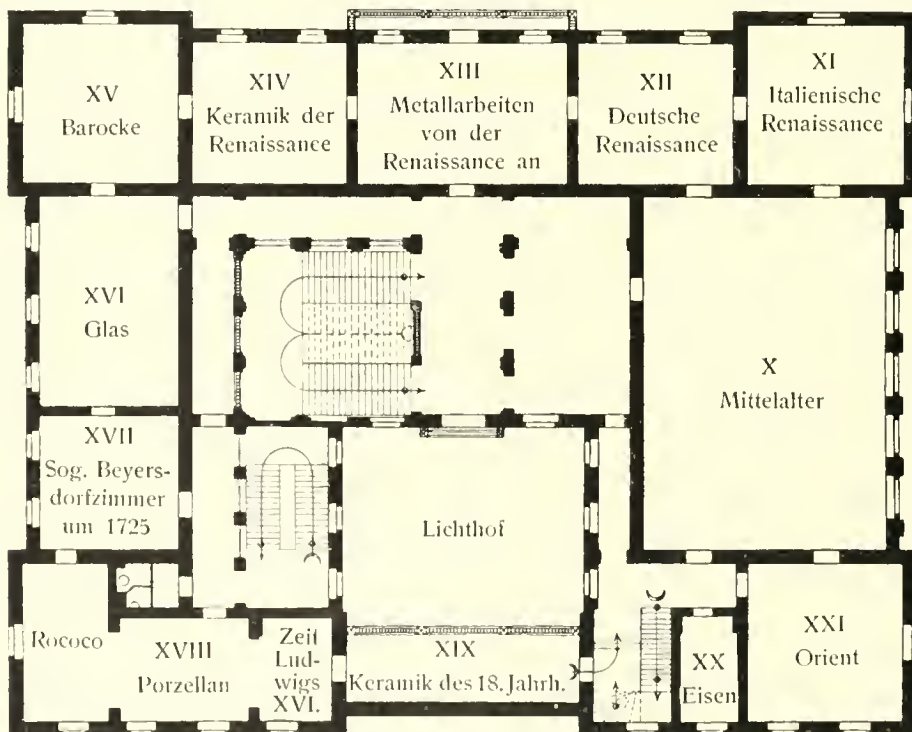 XV
Barocke
XIV
Keramik der
Renaissance
XIII
Metallarbeiten
von der
Renaissance an
XII
Deutsche
Renaissance
XI
Italienische
Renaissance
XVI
Glas
X
Mittelalter
XVII
Sog. Beyers-
dorfzimmer
um 1725
Lichthof
Rococo
XVIII
Porzellan
Zeit
Lud-
wigs
XVI.
XIX
Keramik des 18. Jahrh.
XX
Eisen
XXI
Orient